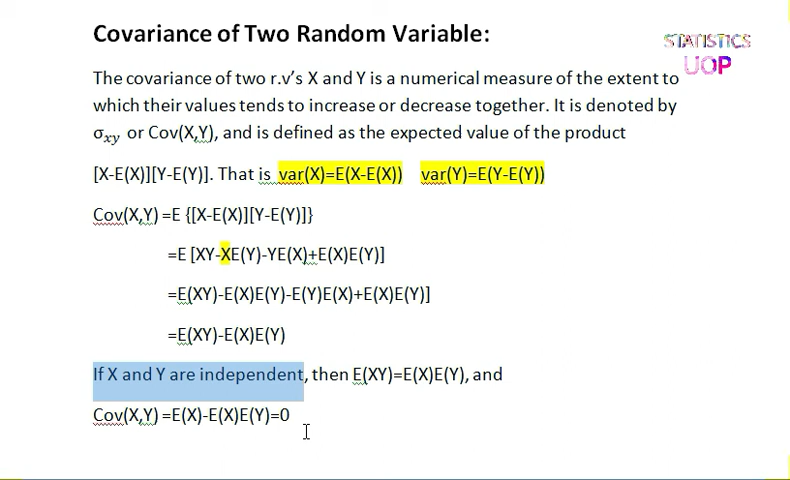 Covariance of Two Random Variable:
STATISTICS
UOP
The covariance of two r.v's X and Y is a numerical measure of the extent to
which their values tends to increase or decrease together. It is denoted by
σxy or Cov(X,Y), and is defined as the expected value of the product
[X-E(X)][Y-E(Y)]. That is var(X)=E(X-E(X)) var(Y)=E(Y-E(Y))
Cov(X,Y) =E {[X-E(X)][Y-E(Y)]}
=E [XY-XE(Y)-YE(X)+E(X)E(Y)]
=E(XY)-E(X)E(Y)-E(Y)E(X)+E(X)E(Y)]
=E(XY)-E(X)E(Y)
If X and Y are independent, then E(XY)=E(X)E(Y), and
Cov(X,Y) =E(X)-E(X)E(Y)=0